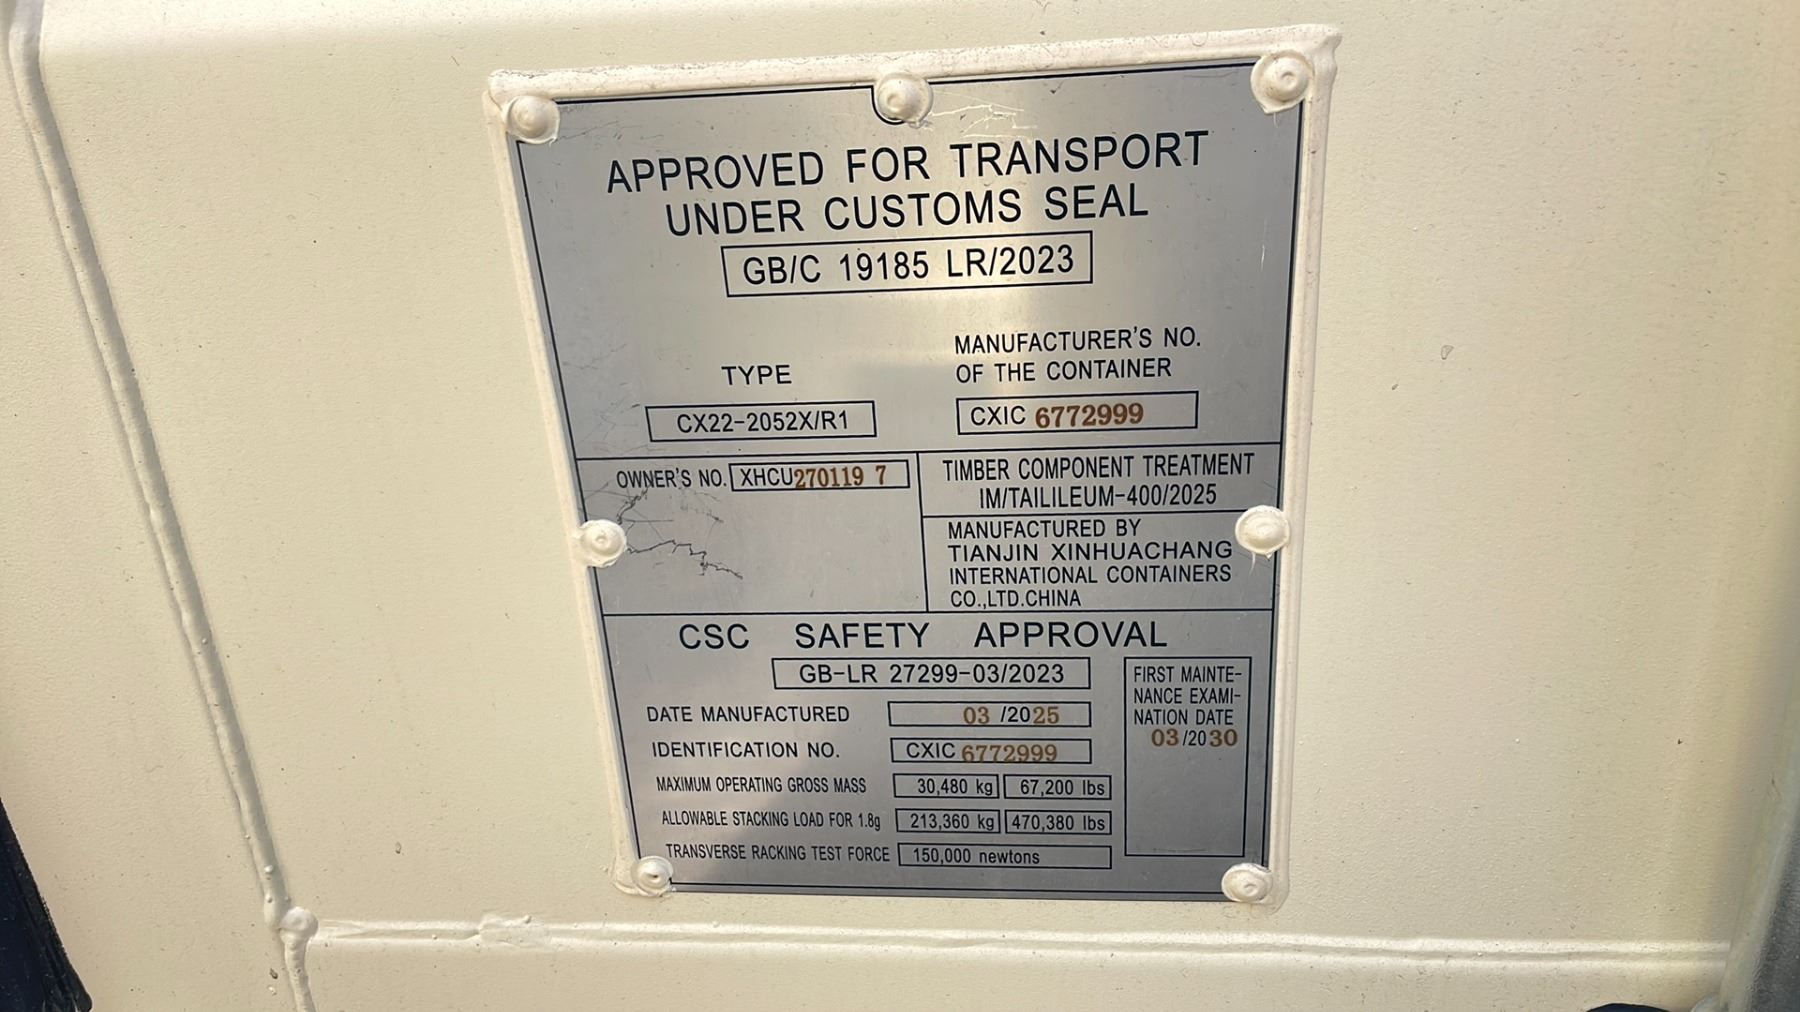 APPROVED FOR TRANSPORT
UNDER CUSTOMS SEAL
GB/C 19185 LR/2023
TYPE
CX22-2052X/R1
MANUFACTURER'S NO.
OF THE CONTAINER
CXIC 6772999
OWNER'S NO. XHCU270119 7
TIMBER COMPONENT TREATMENT
IM/TAILILEUM-400/2025
MANUFACTURED BY
TIANJIN XINHUACHANG
INTERNATIONAL CONTAINERS
CO.,LTD.CHINA
CSC SAFETY APPROVAL
GB-LR 27299-03/2023
DATE MANUFACTURED 03 /2025
IDENTIFICATION NO. CXIC 6772999
MAXIMUM OPERATING GROSS MASS 30,480 kg 67,200 lbs
ALLOWABLE STACKING LOAD FOR 1.8g 213,360 kg 470,380 lbs
TRANSVERSE RACKING TEST FORCE 150,000 newtons
FIRST MAINTE-
NANCE EXAMI-
NATION DATE
03/2030